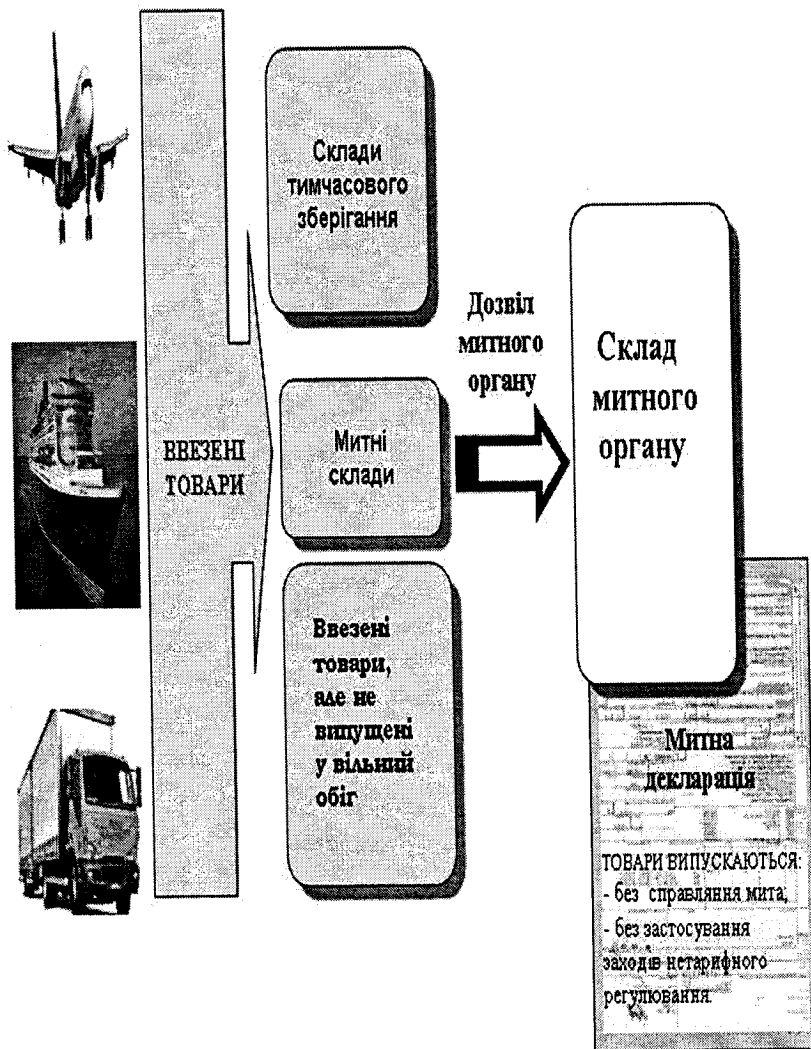 ВВЕЗЕНІ
ТОВАРИ
Склади
тимчасового
зберігання
Митні
склади
Ввезені
товари,
але не
випущені
у вільний
обіг
Дозвіл
митного
органу
Склад
митного
органу
Митна
декларація
ТОВАРИ ВИПУСКАЮТЬСЯ:
- без справляння мита;
- без застосування
заходів нетарифного
регулювання.